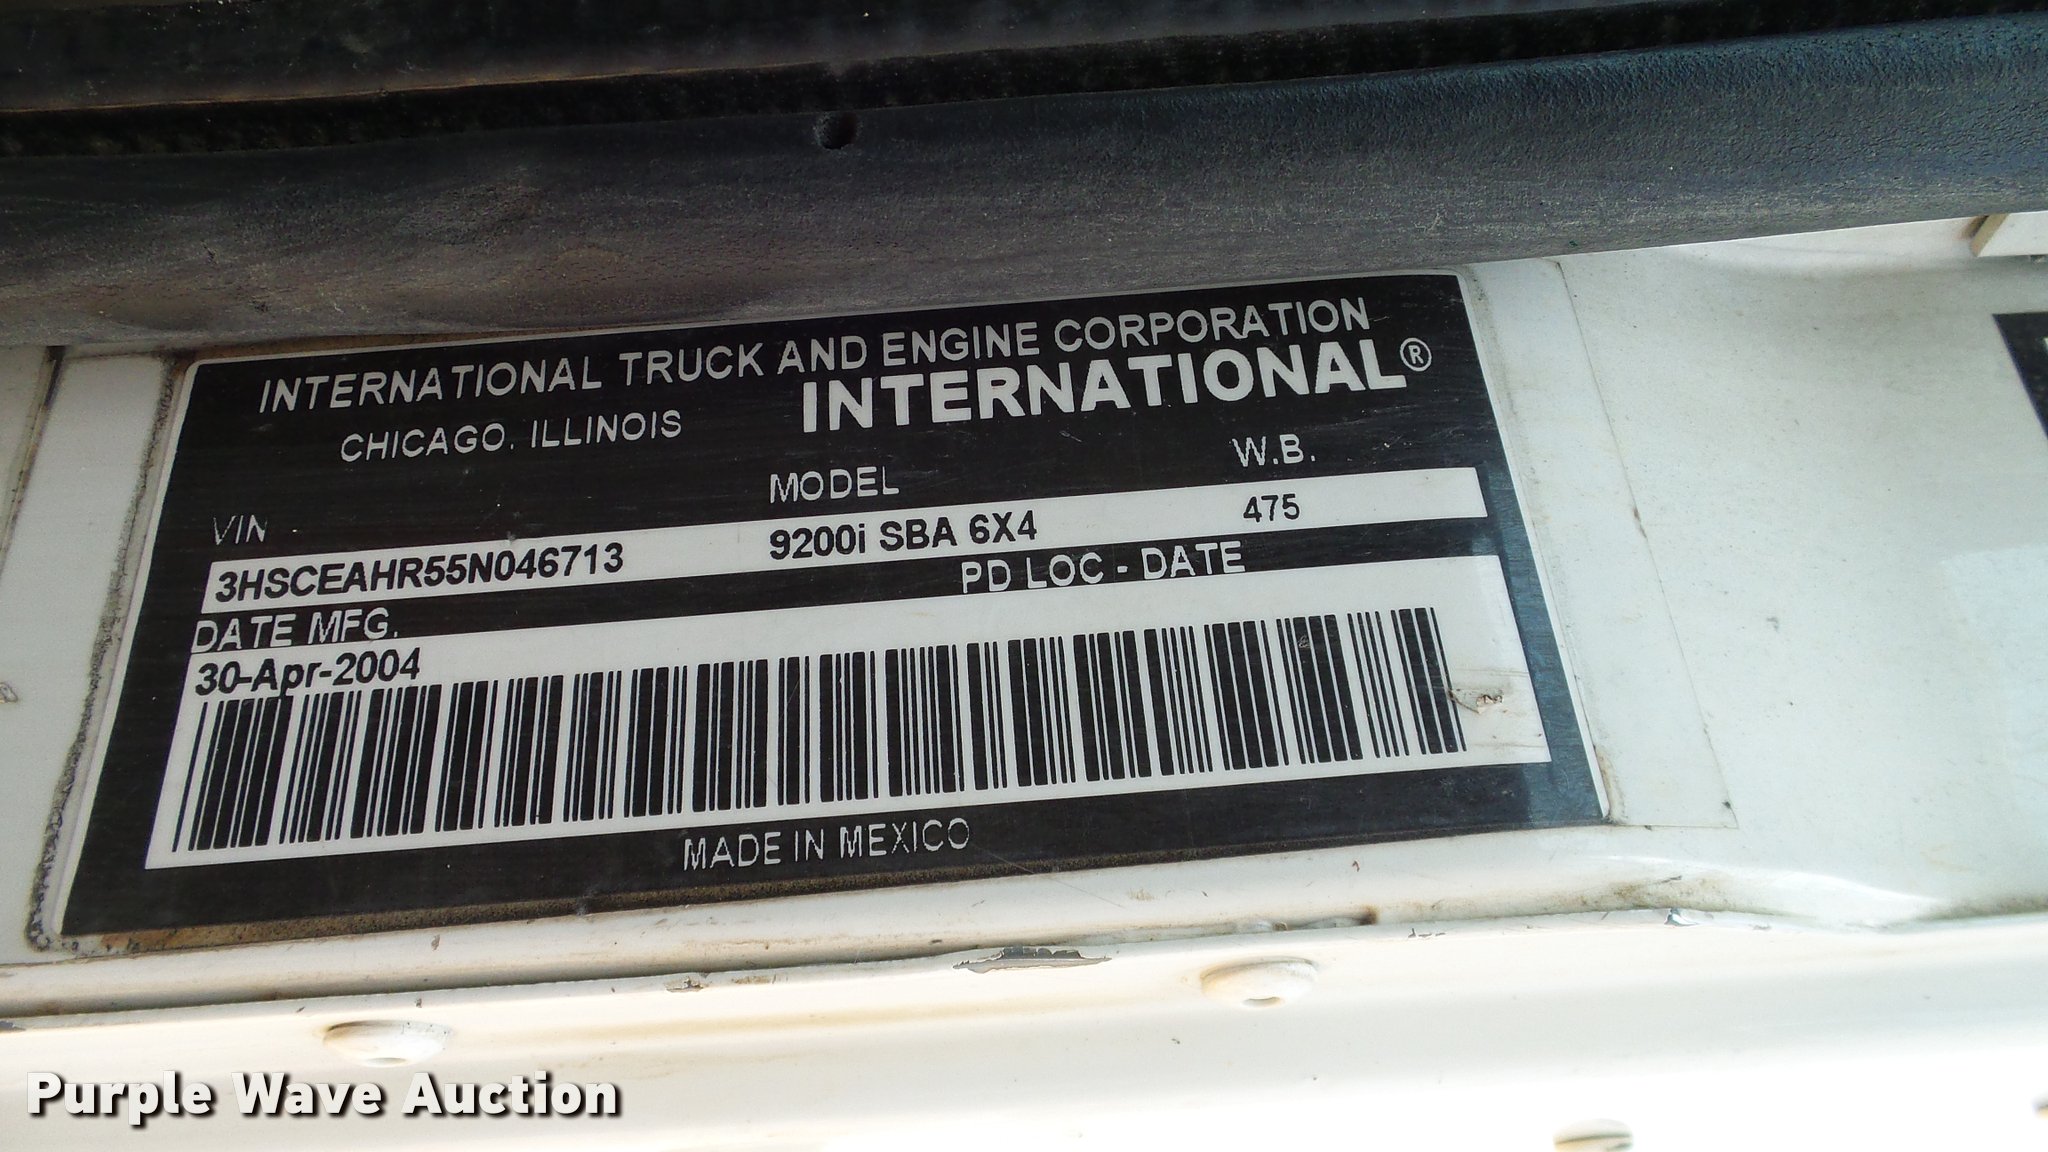 INTERNATIONAL TRUCK AND ENGINE CORPORATION
CHICAGO, ILLINOIS INTERNATIONAL®
VIN MODEL W.B.
3HSCEAHR55N046713 9200i SBA 6X4 475
DATE MFG. PD LOC - DATE
30-Apr-2004
MADE IN MEXICO
Purple Wave Auction